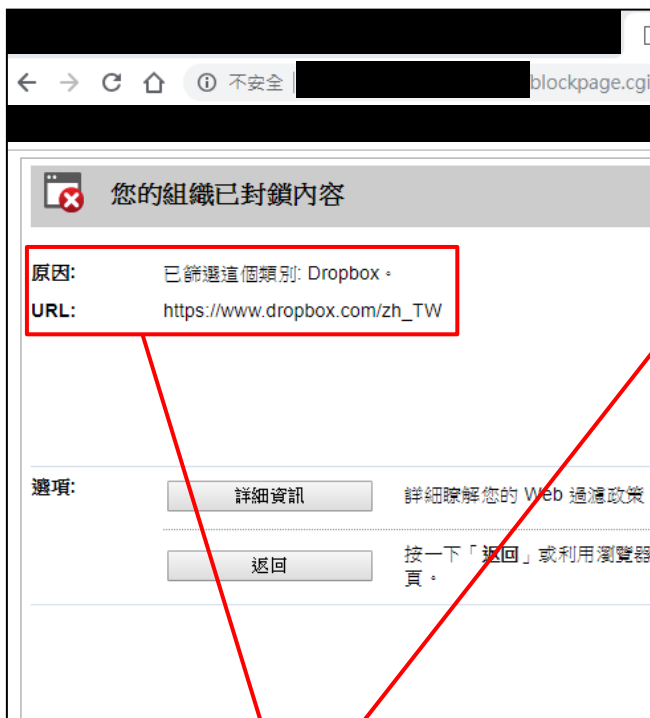 不安全
blockpage.cgi
您的組織已封鎖內容
原因: 已篩選這個類別: Dropbox。
URL: https://www.dropbox.com/zh_TW
選項: 詳細資訊 詳細瞭解您的 Web 過濾政策
返回 按一下「返回」或利用瀏覽器
頁。